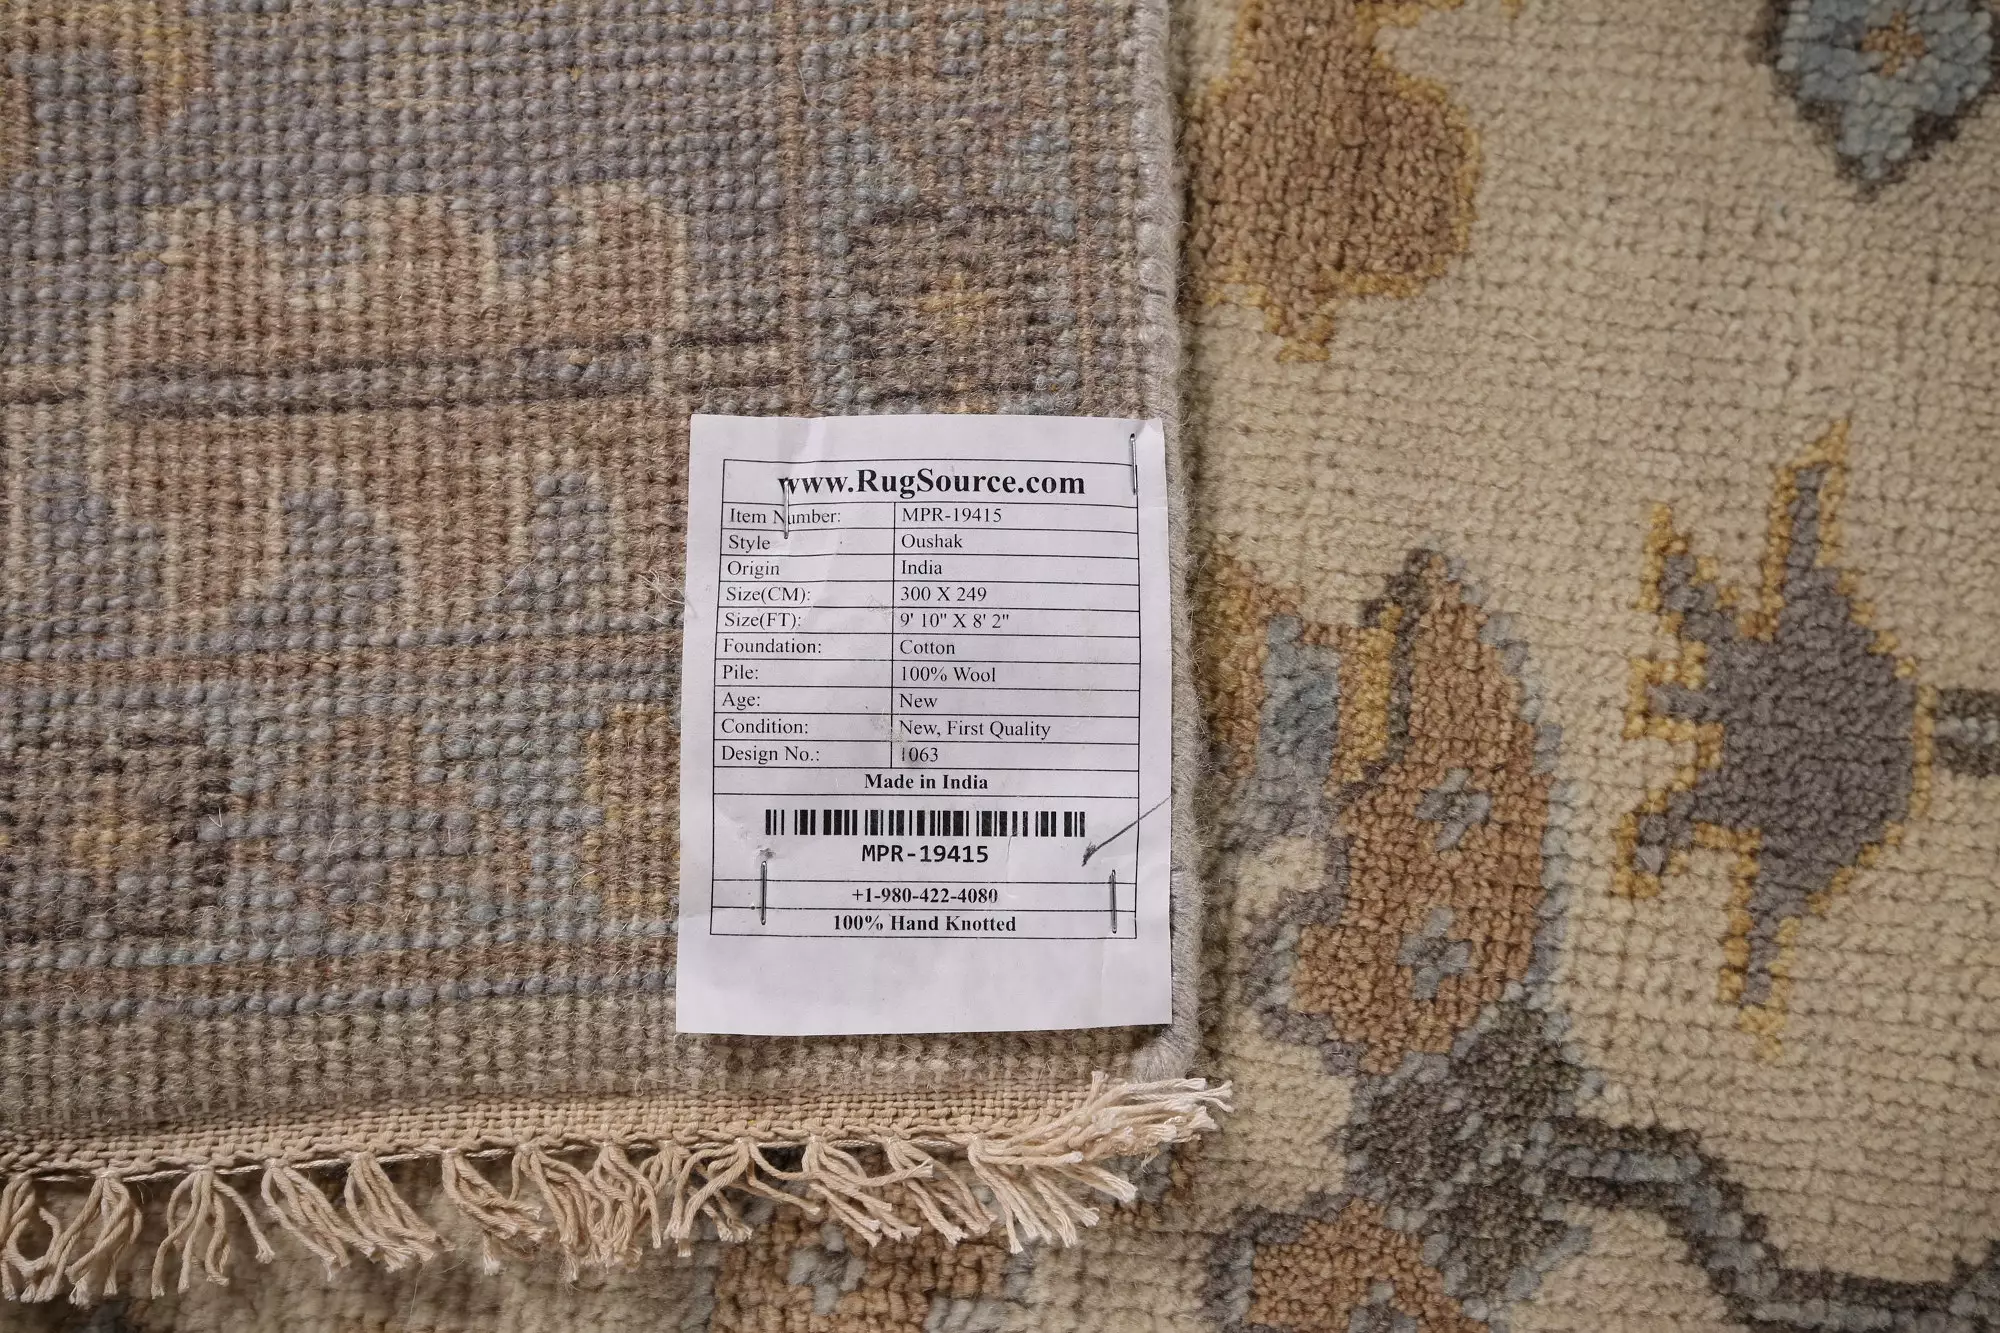 www.RugSource.com
Item Number: MPR-19415
Style Oushak
Origin India
Size(CM): 300 X 249
Size(FT): 9' 10" X 8' 2"
Foundation: Cotton
Pile: 100% Wool
Age: New
Condition: New, First Quality
Design No.: 1063
Made in India
MPR-19415
+1-980-422-4080
100% Hand Knotted